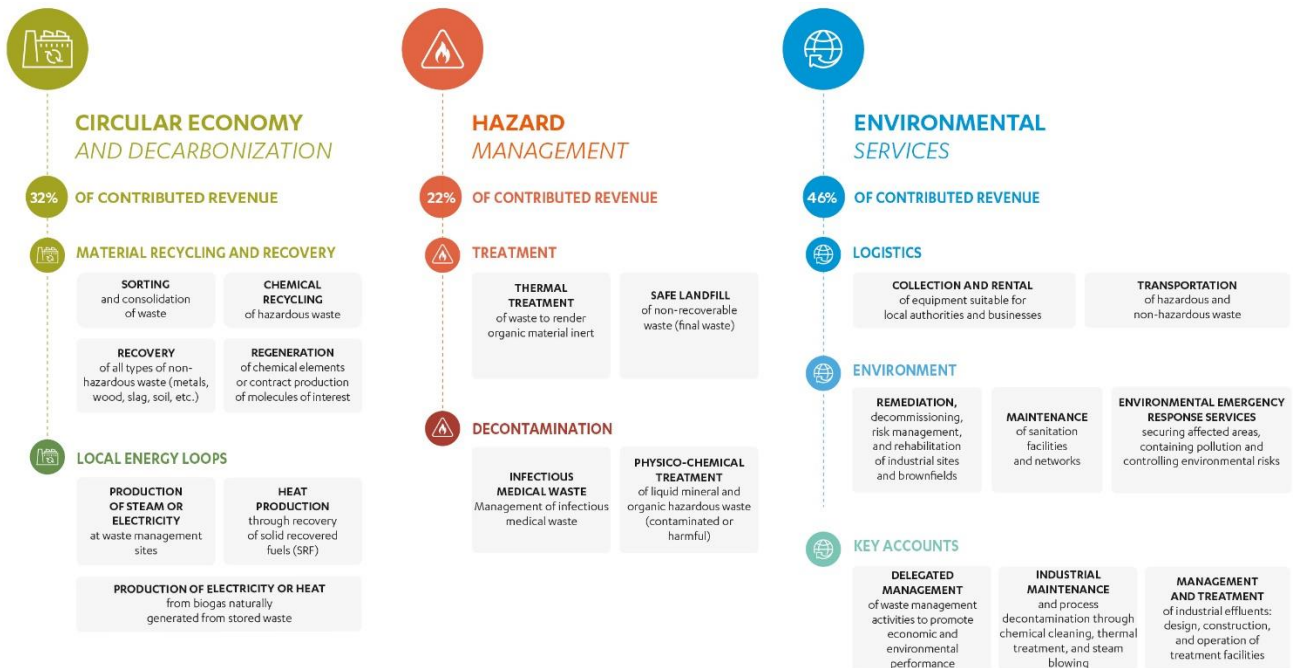 CIRCULAR ECONOMY
AND DECARBONIZATION
32%
OF CONTRIBUTED REVENUE
MATERIAL RECYCLING AND RECOVERY
SORTING
and consolidation
of waste
CHEMICAL
RECYCLING
of hazardous waste
RECOVERY
of all types of non-
hazardous waste (metals,
wood, slag, soil, etc.)
REGENERATION
of chemical elements
or contract production
of molecules of interest
LOCAL ENERGY LOOPS
PRODUCTION
OF STEAM OR
ELECTRICITY
at waste management
sites
HEAT
PRODUCTION
through recovery
of solid recovered
fuels (SRF)
PRODUCTION OF ELECTRICITY OR HEAT
from biogas naturally
generated from stored waste
HAZARD
MANAGEMENT
22%
OF CONTRIBUTED REVENUE
TREATMENT
THERMAL
TREATMENT
of waste to render
organic material inert
SAFE LANDFILL
of non-recoverable
waste (final waste)
DECONTAMINATION
INFECTIOUS
MEDICAL WASTE
Management of infectious
medical waste
PHYSICO-CHEMICAL
TREATMENT
of liquid mineral and
organic hazardous waste
(contaminated or
harmful)
ENVIRONMENTAL
SERVICES
46%
OF CONTRIBUTED REVENUE
LOGISTICS
COLLECTION AND RENTAL
of equipment suitable for
local authorities and businesses
TRANSPORTATION
of hazardous and
non-hazardous waste
ENVIRONMENT
REMEDIATION,
decommissioning,
risk management,
and rehabilitation
of industrial sites
and brownfields
MAINTENANCE
of sanitation
facilities
and networks
ENVIRONMENTAL EMERGENCY
RESPONSE SERVICES
securing affected areas,
containing pollution and
controlling environmental risks
KEY ACCOUNTS
DELEGATED
MANAGEMENT
of waste management
activities to promote
economic and
environmental
performance
INDUSTRIAL
MAINTENANCE
and process
decontamination through
chemical cleaning, thermal
treatment, and steam
blowing
MANAGEMENT
AND TREATMENT
of industrial effluents:
design, construction,
and operation of
treatment facilities